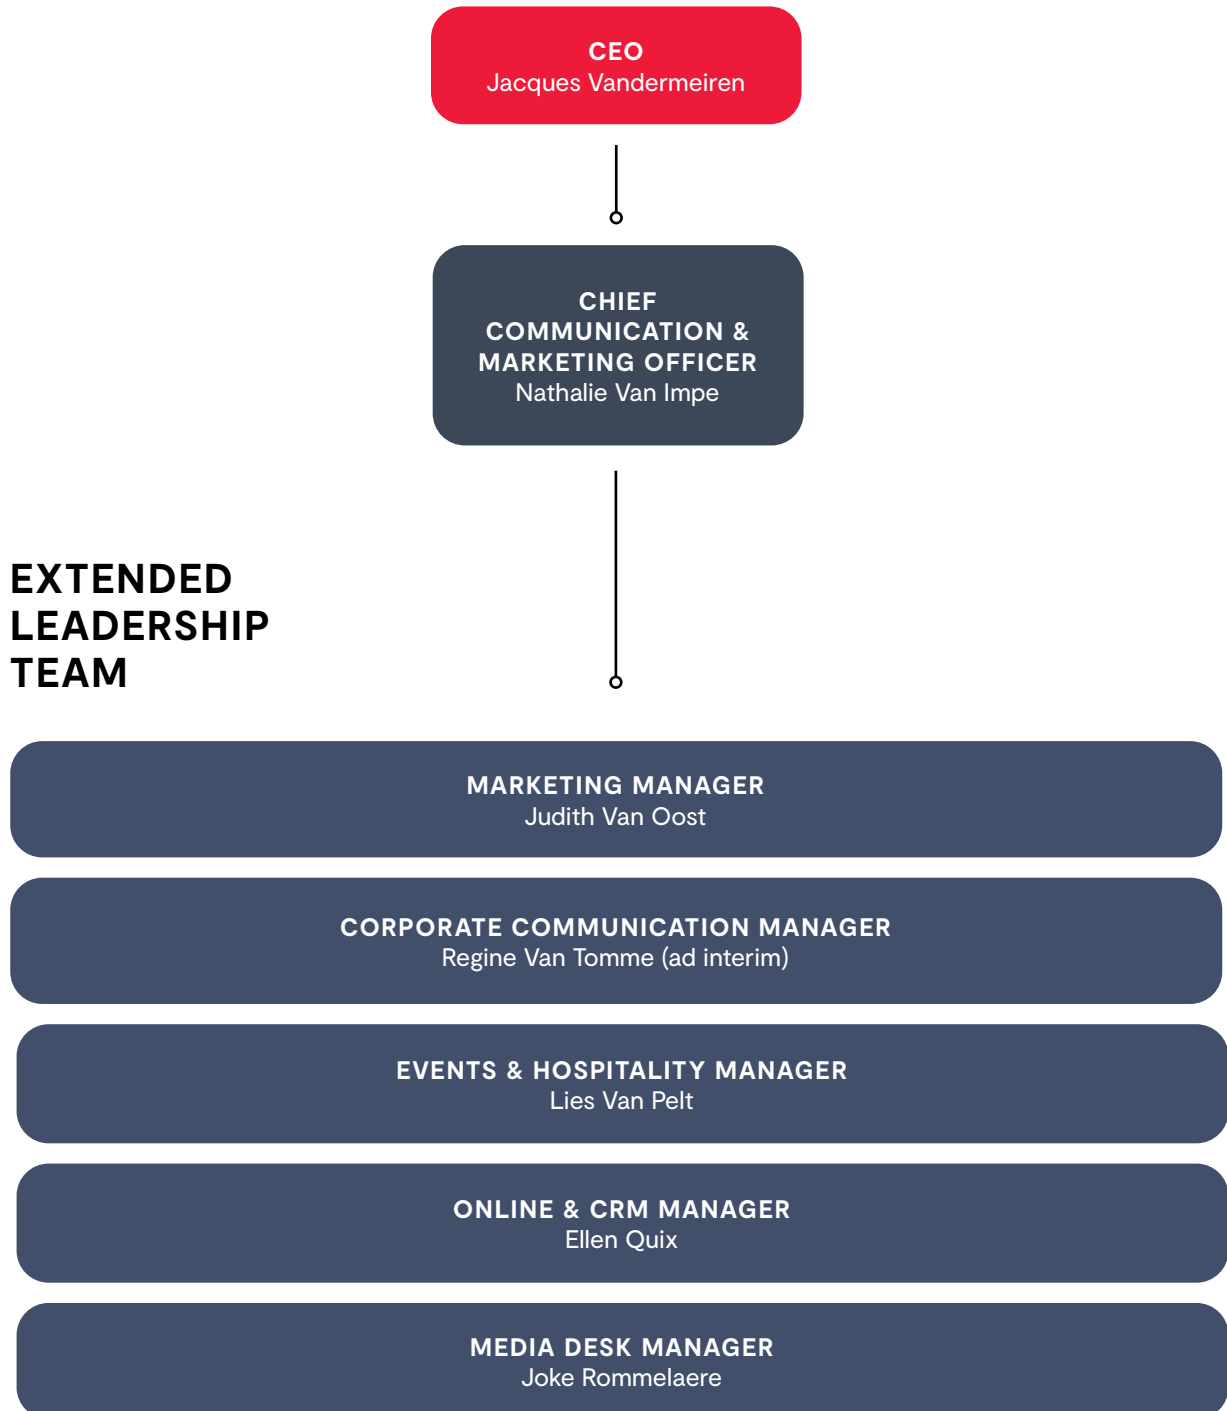 CEO
Jacques Vandermeiren
CHIEF
COMMUNICATION &
MARKETING OFFICER
Nathalie Van Impe
EXTENDED
LEADERSHIP
TEAM
MARKETING MANAGER
Judith Van Oost
CORPORATE COMMUNICATION MANAGER
Regine Van Tomme (ad interim)
EVENTS & HOSPITALITY MANAGER
Lies Van Pelt
ONLINE & CRM MANAGER
Ellen Quix
MEDIA DESK MANAGER
Joke Rommelaere